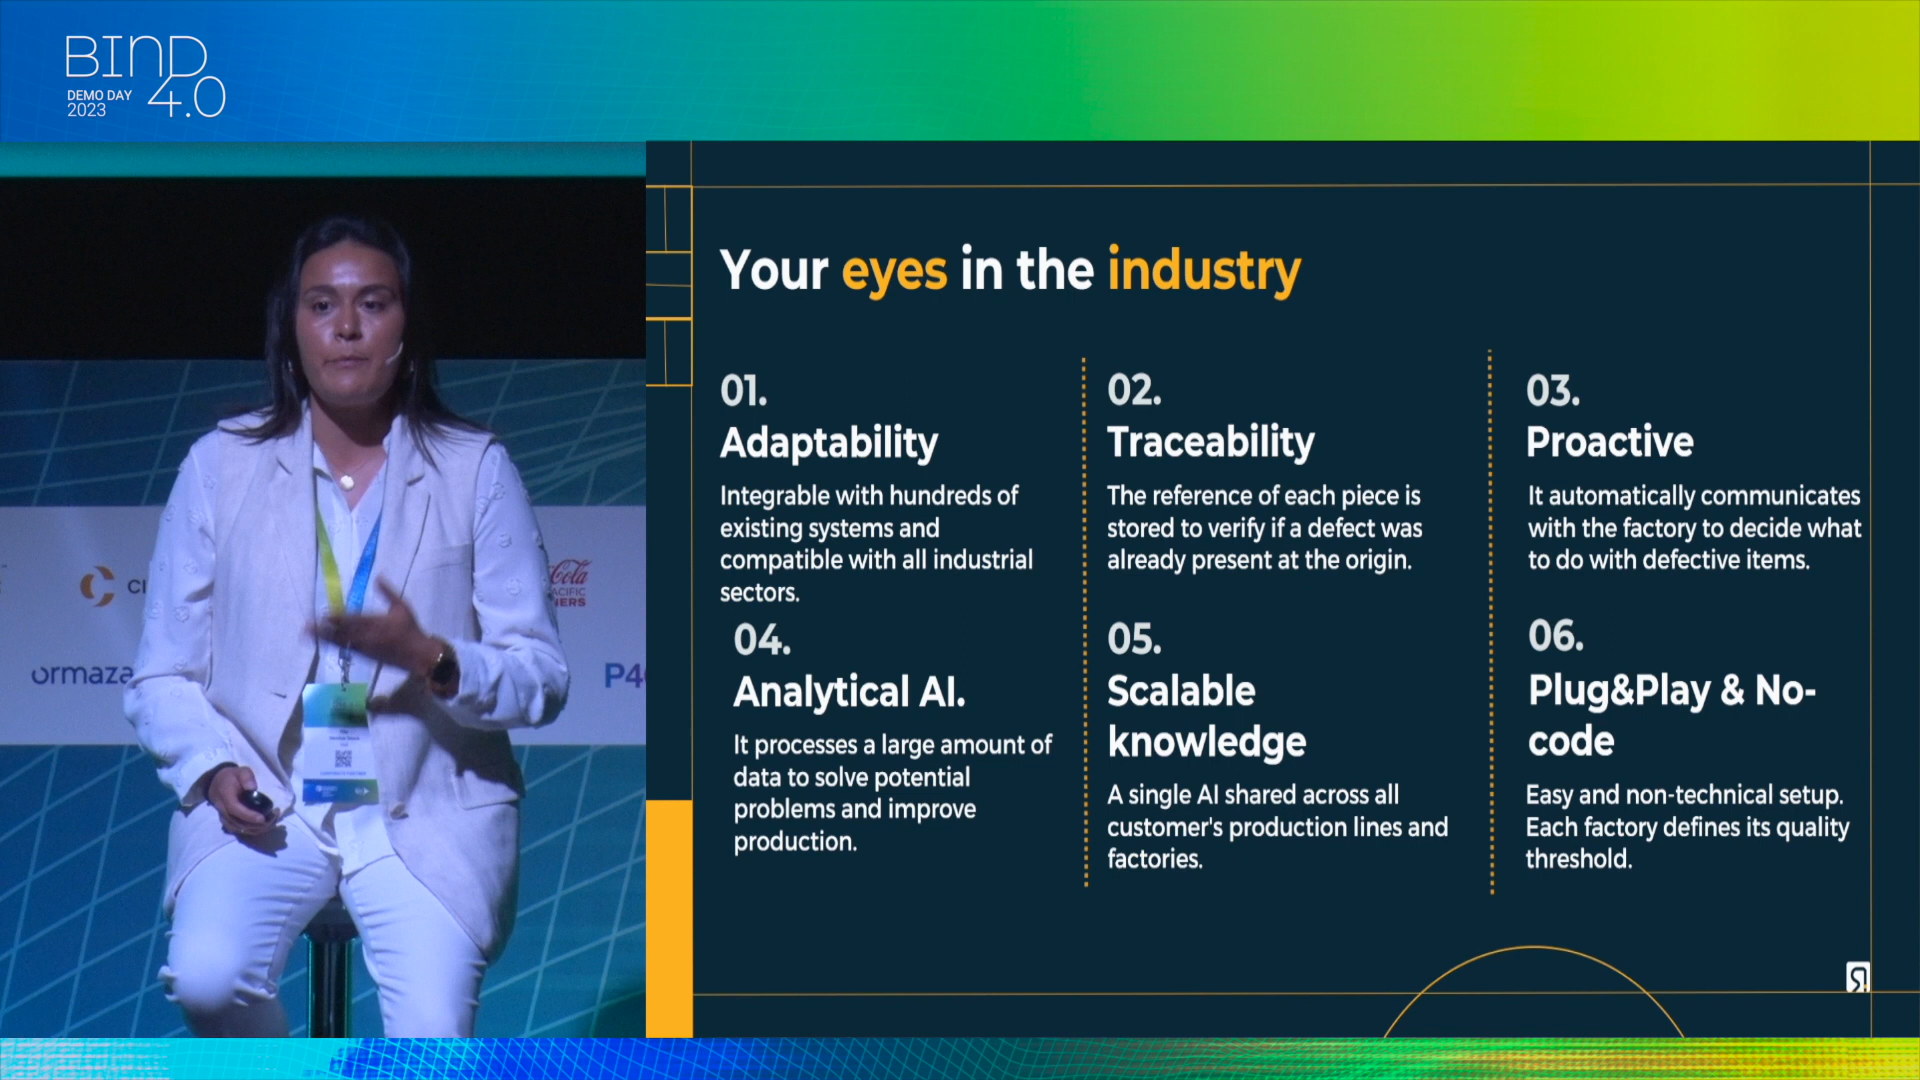 BIND
DEMO DAY 4.0
2023
Your eyes in the industry
01.
Adaptability
Integrable with hundreds of
existing systems and
compatible with all industrial
sectors.
02.
Traceability
The reference of each piece is
stored to verify if a defect was
already present at the origin.
03.
Proactive
It automatically communicates
with the factory to decide what
to do with defective items.
04.
Analytical AI.
It processes a large amount of
data to solve potential
problems and improve
production.
05.
Scalable
knowledge
A single AI shared across all
customer's production lines and
factories.
06.
Plug&Play & No-
code
Easy and non-technical setup.
Each factory defines its quality
threshold.
CI
Cola
ACIFIC
NERS
ormaza
P4